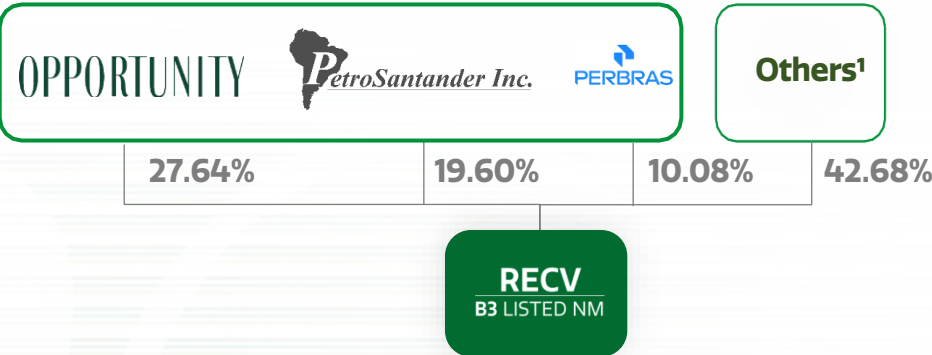 OPPORTUNITY
PetroSantander Inc.
PERBRAS
Others¹
27.64%
19.60%
10.08%
42.68%
RECV
B3 LISTED NM